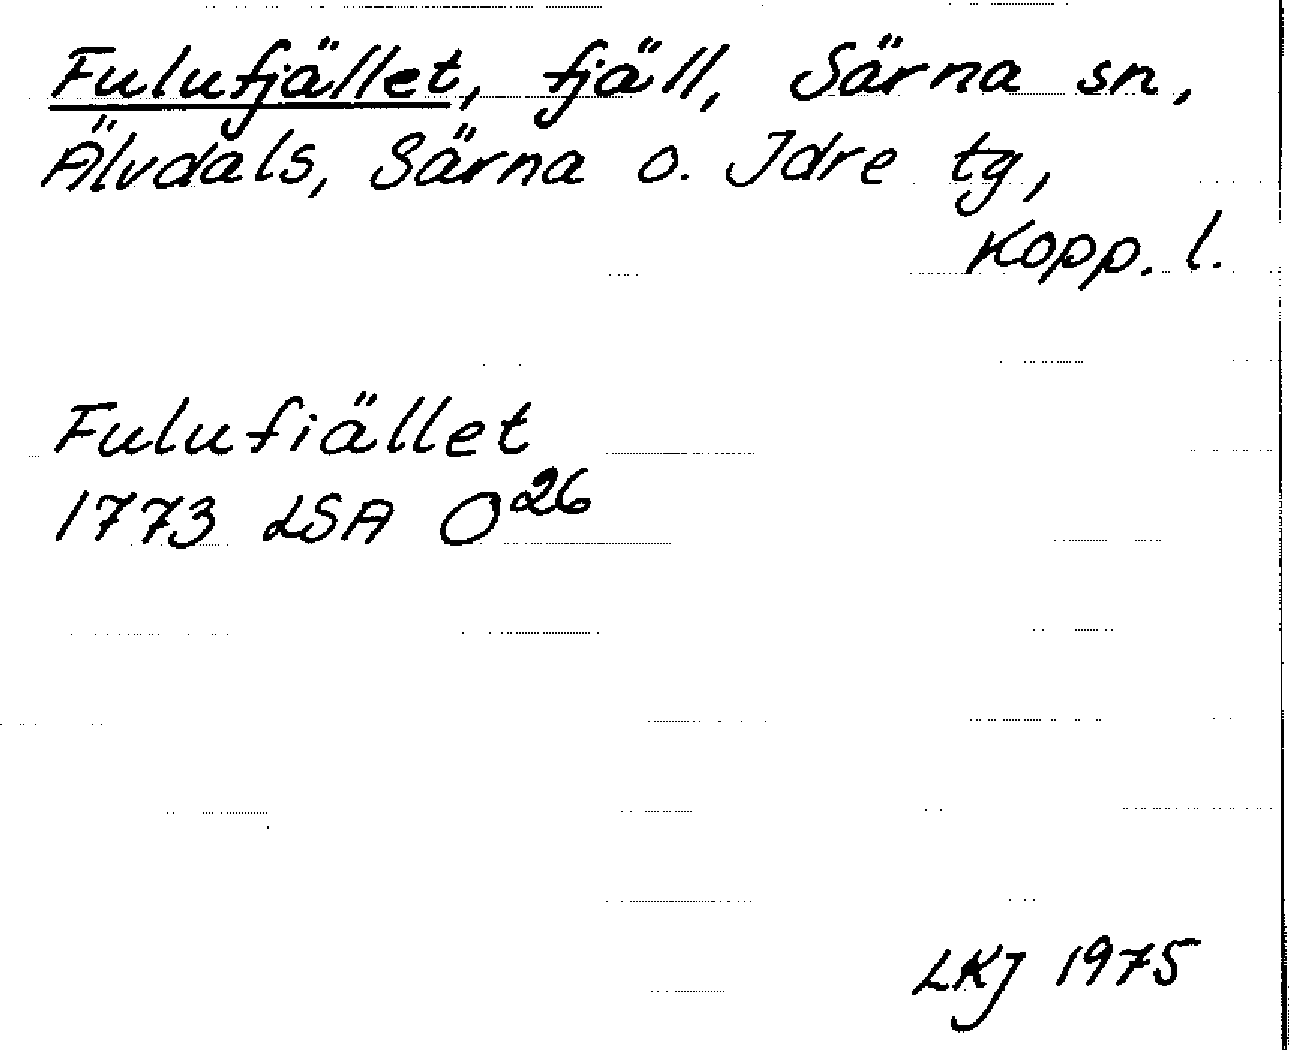 Fulufjället, fjäll, Särna sn,
Älvdals, Särna o. Idre tg,
Kopp. l.
Fulufiället
1773 LSA O26
LKJ 1975